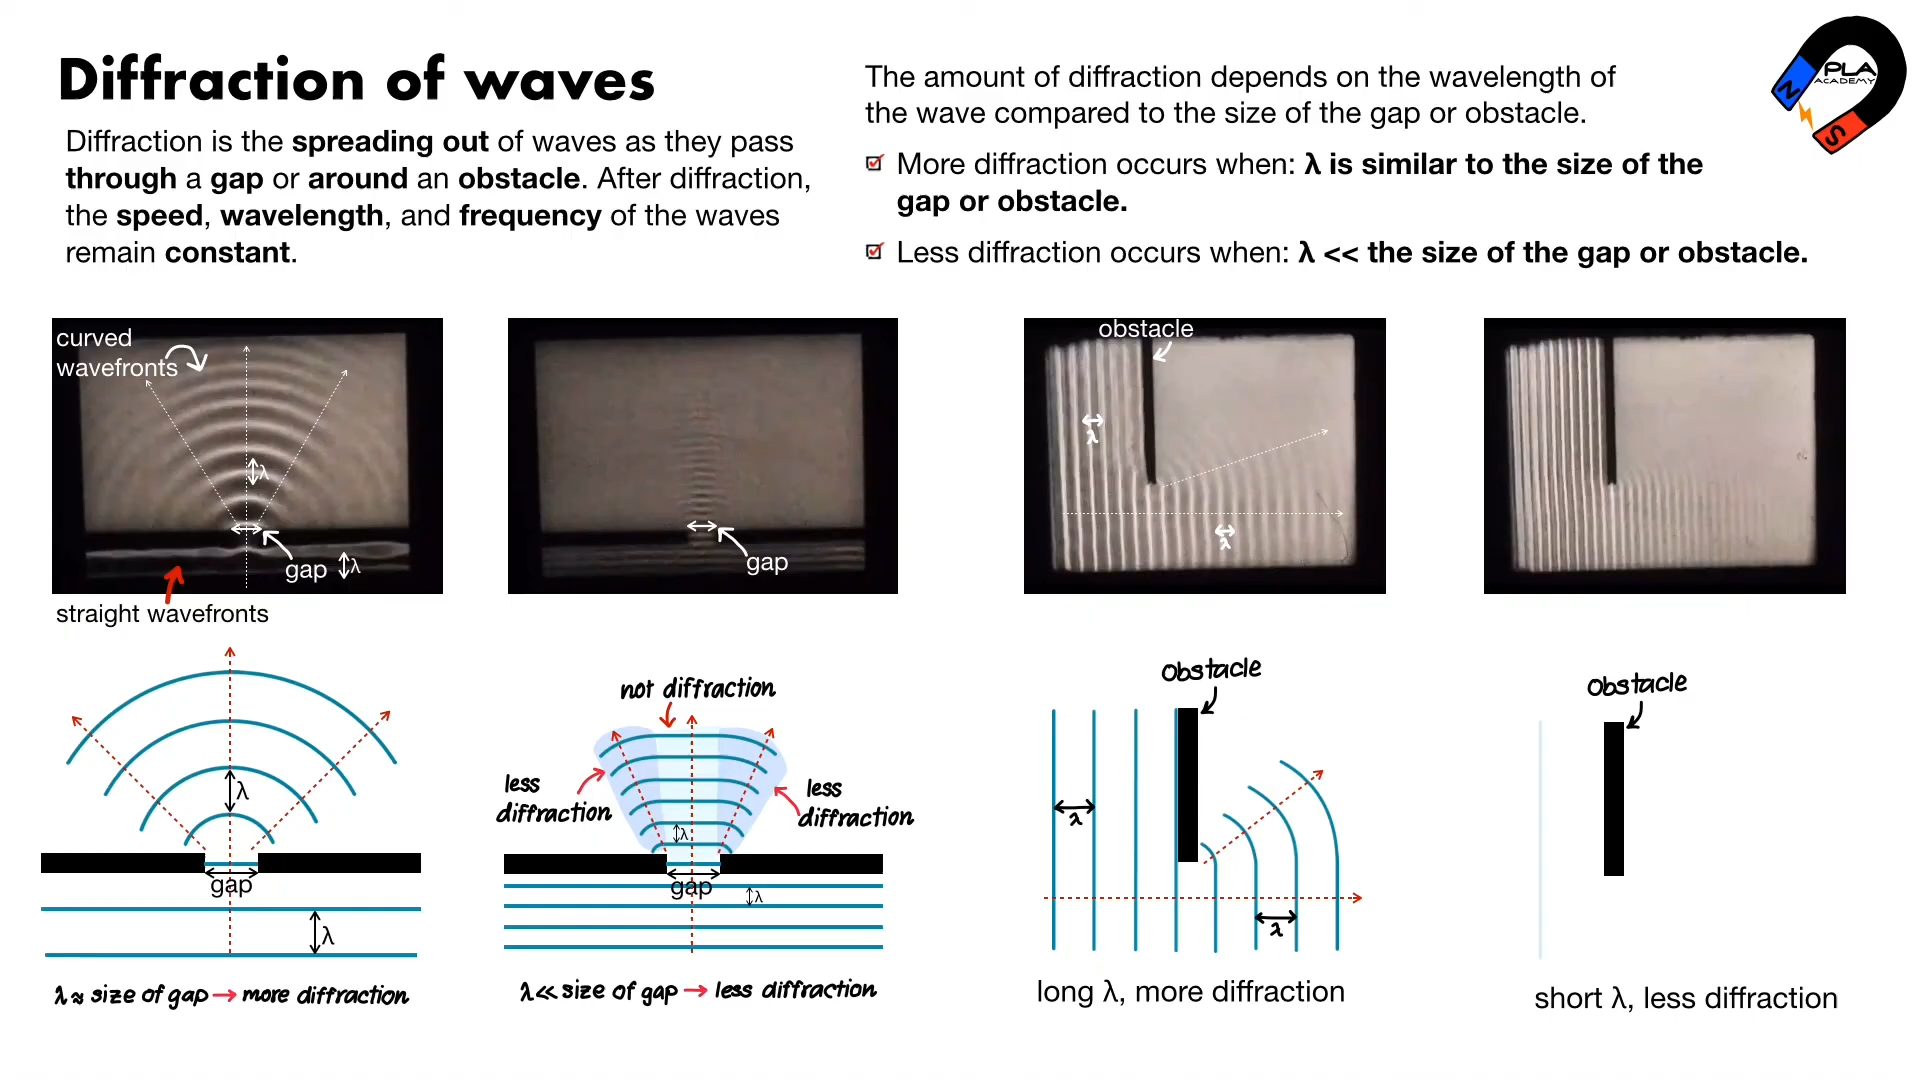 Diffraction of waves
Diffraction is the spreading out of waves as they pass
through a gap or around an obstacle. After diffraction,
the speed, wavelength, and frequency of the waves
remain constant.
The amount of diffraction depends on the wavelength of
the wave compared to the size of the gap or obstacle.
More diffraction occurs when: λ is similar to the size of the
gap or obstacle.
Less diffraction occurs when: λ << the size of the gap or obstacle.
N
PLA
ACADEMY
S
curved
wavefronts
λ
gap
λ
straight wavefronts
gap
obstacle
λ
λ
λ
gap
λ
λ ≈ size of gap → more diffraction
not diffraction
less
diffraction
less
diffraction
λ
gap
λ
λ << size of gap → less diffraction
Obstacle
λ
λ
long λ, more diffraction
Obstacle
short λ, less diffraction